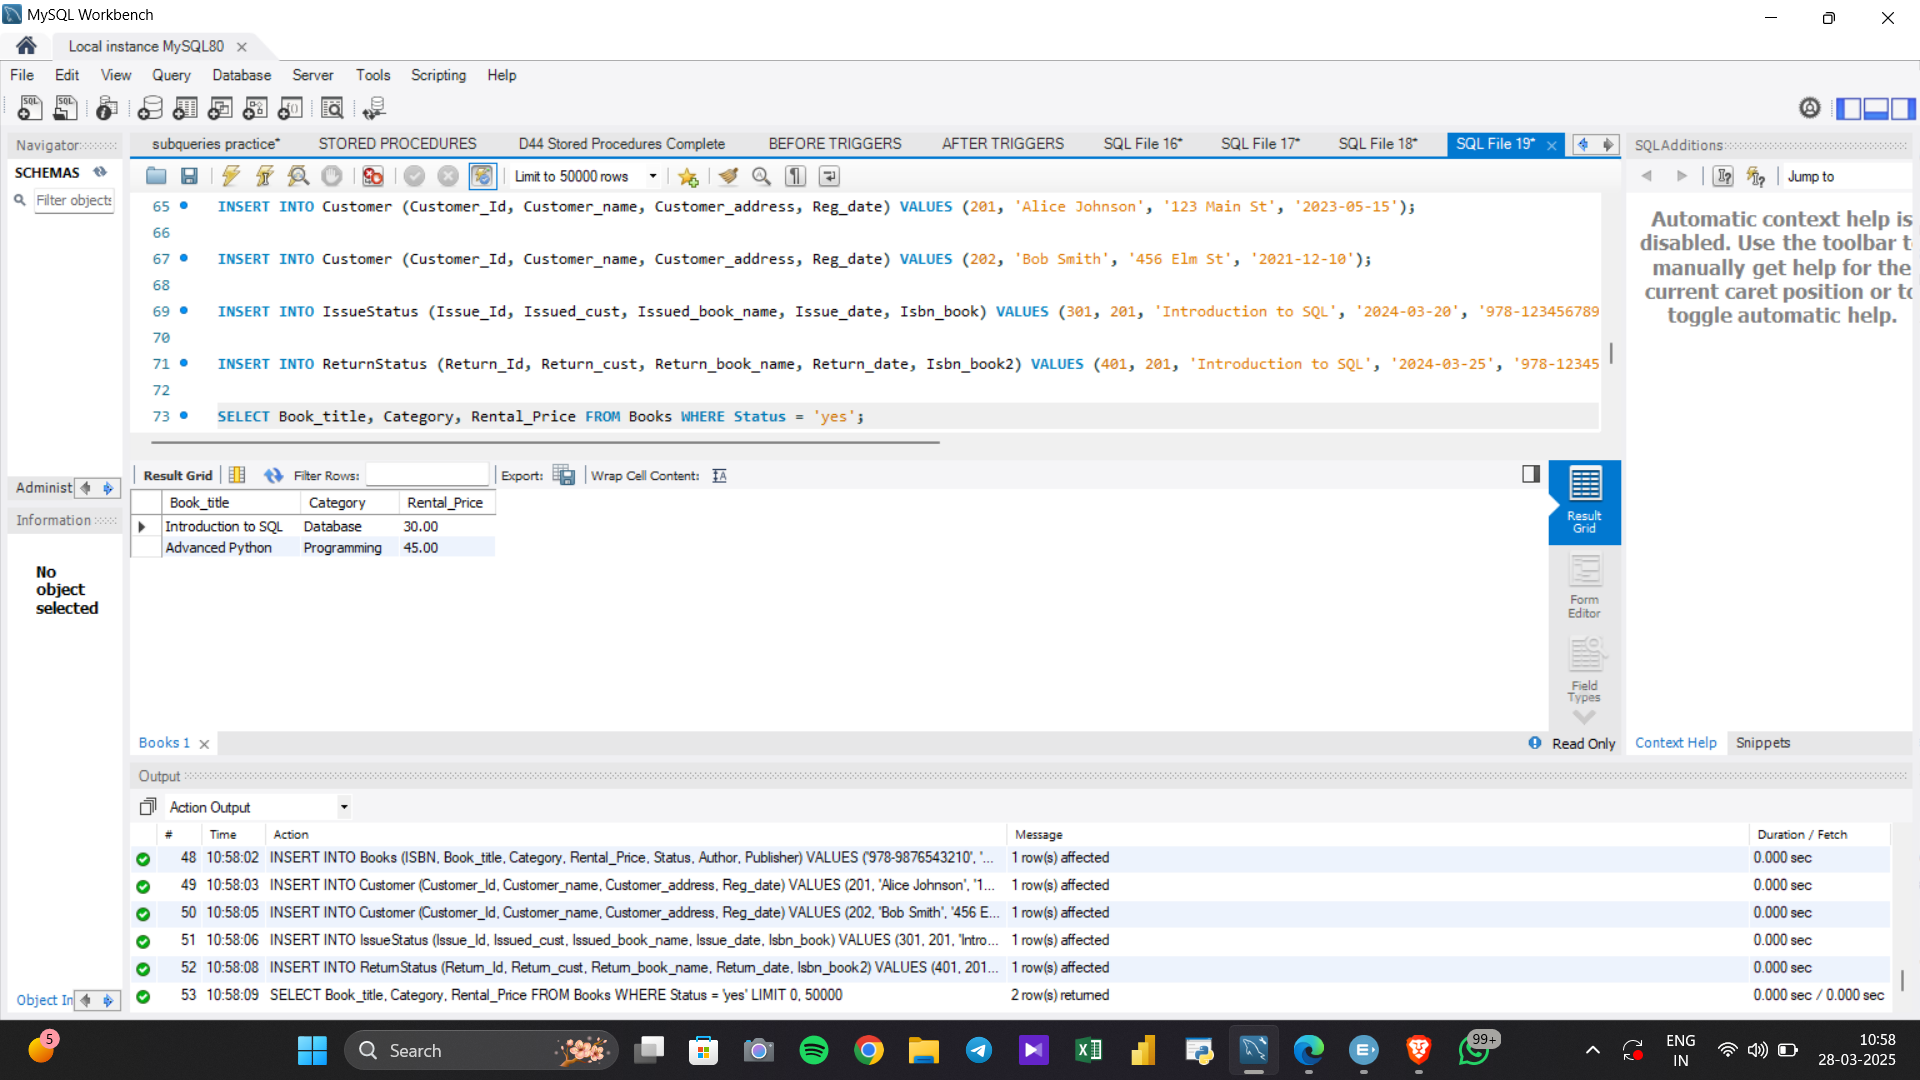 MySQL Workbench
Local instance MySQL80
File Edit View Query Database Server Tools Scripting Help
Navigator
subqueries practice* STORED PROCEDURES D44 Stored Procedures Complete BEFORE TRIGGERS AFTER TRIGGERS SQL File 16* SQL File 17* SQL File 18* SQL File 19*
SQLAdditions
SCHEMAS
Filter objects
Limit to 50000 rows
Jump to
65 INSERT INTO Customer (Customer_Id, Customer_name, Customer_address, Reg_date) VALUES (201, 'Alice Johnson', '123 Main St', '2023-05-15');
66
67 INSERT INTO Customer (Customer_Id, Customer_name, Customer_address, Reg_date) VALUES (202, 'Bob Smith', '456 Elm St', '2021-12-10');
68
69 INSERT INTO IssueStatus (Issue_Id, Issued_cust, Issued_book_name, Issue_date, Isbn_book) VALUES (301, 201, 'Introduction to SQL', '2024-03-20', '978-123456789
70
71 INSERT INTO ReturnStatus (Return_Id, Return_cust, Return_book_name, Return_date, Isbn_book2) VALUES (401, 201, 'Introduction to SQL', '2024-03-25', '978-12345
72
73 SELECT Book_title, Category, Rental_Price FROM Books WHERE Status = 'yes';
Automatic context help is
disabled. Use the toolbar t
manually get help for the
current caret position or to
toggle automatic help.
Administ
Information
No
object
selected
Result Grid Filter Rows: Export: Wrap Cell Content:
Book_title Category Rental_Price
Introduction to SQL Database 30.00
Advanced Python Programming 45.00
Result
Grid
Form
Editor
Field
Types
Books 1
Read Only
Context Help Snippets
Output
Action Output
# Time Action Message Duration / Fetch
48 10:58:02 INSERT INTO Books (ISBN, Book_title, Category, Rental_Price, Status, Author, Publisher) VALUES ('978-9876543210', '... 1 row(s) affected 0.000 sec
49 10:58:03 INSERT INTO Customer (Customer_Id, Customer_name, Customer_address, Reg_date) VALUES (201, 'Alice Johnson', '1... 1 row(s) affected 0.000 sec
50 10:58:05 INSERT INTO Customer (Customer_Id, Customer_name, Customer_address, Reg_date) VALUES (202, 'Bob Smith', '456 E... 1 row(s) affected 0.000 sec
51 10:58:06 INSERT INTO IssueStatus (Issue_Id, Issued_cust, Issued_book_name, Issue_date, Isbn_book) VALUES (301, 201, 'Intro... 1 row(s) affected 0.000 sec
52 10:58:08 INSERT INTO ReturnStatus (Return_Id, Return_cust, Return_book_name, Return_date, Isbn_book2) VALUES (401, 201... 1 row(s) affected 0.000 sec
53 10:58:09 SELECT Book_title, Category, Rental_Price FROM Books WHERE Status = 'yes' LIMIT 0, 50000 2 row(s) returned 0.000 sec / 0.000 sec
Object In
5
Search
99+
ENG
IN
10:58
28-03-2025